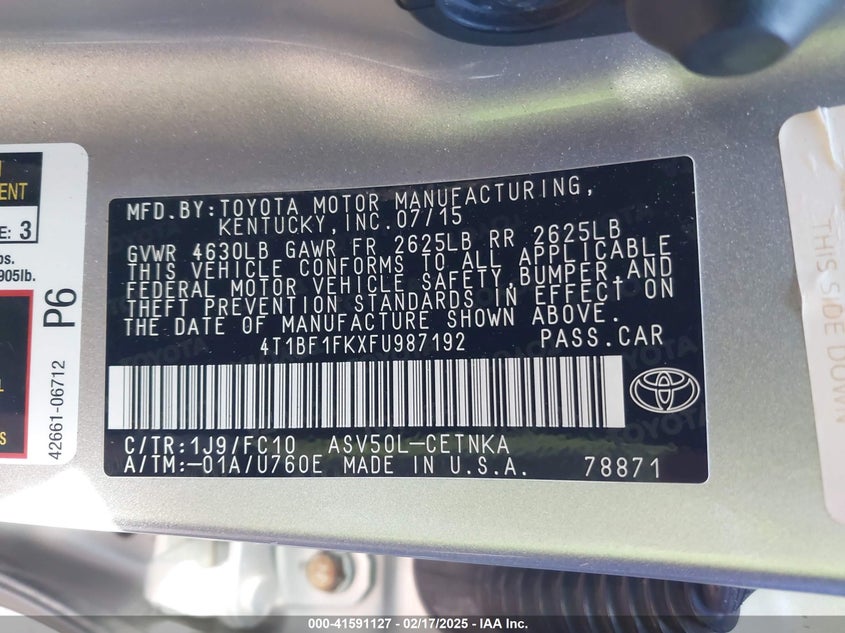 MFD.BY:TOYOTA MOTOR MANUFACTURING,
KENTUCKY,INC.07/15
GVWR 4630LB GAWR FR 2625LB RR 2625LB
THIS VEHICLE CONFORMS TO ALL APPLICABLE
FEDERAL MOTOR VEHICLE SAFETY,BUMPER,AND
THEFT PREVENTION STANDARDS IN EFFECT ON
THE DATE OF MANUFACTURE SHOWN ABOVE.
4T1BF1FKXFU987192 PASS.CAR
C/TR:1J9/FC10 ASV50L-CETNKA
A/TM:-01A/U760E MADE IN U.S.A. 78871
E: 3
905lb.
P6
42661-06712
THIS SIDE DOWN
000-41591127 - 02/17/2025 - IAA Inc.